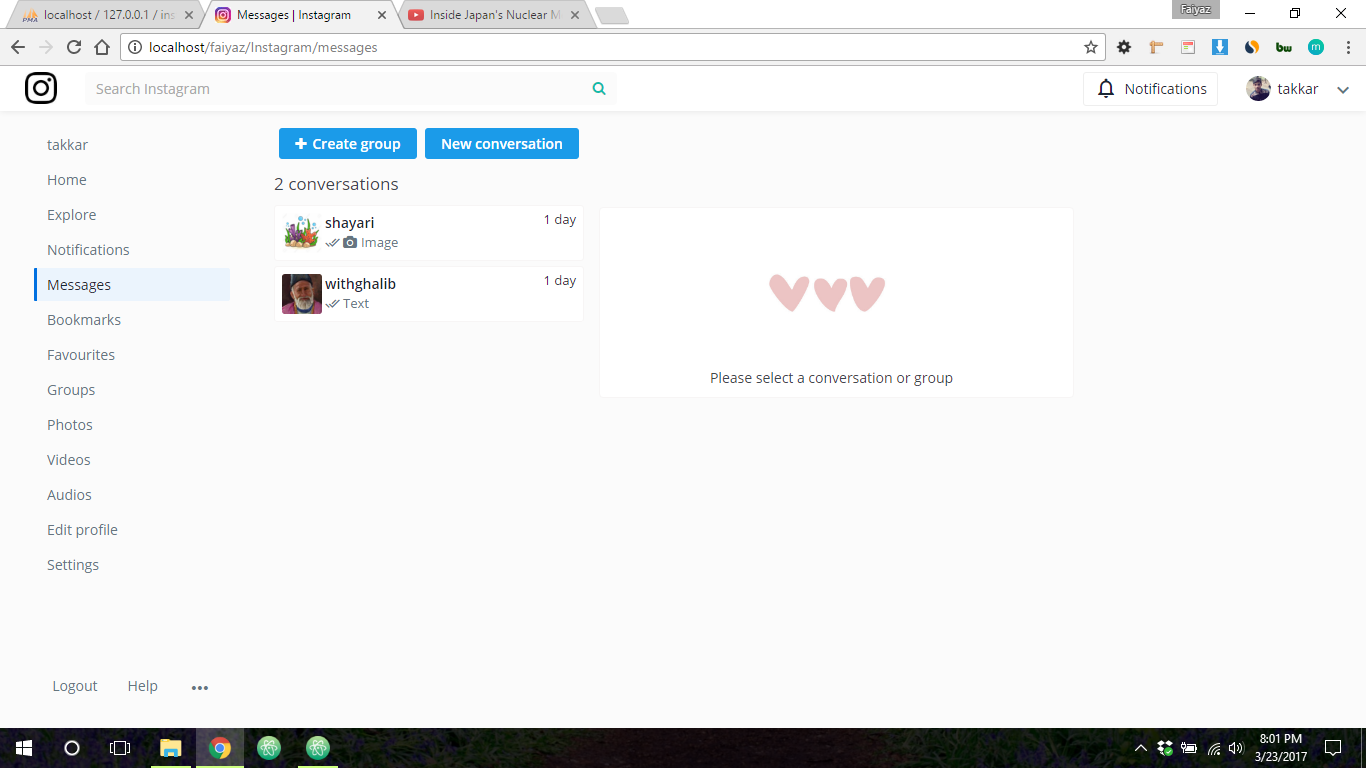 localhost / 127.0.0.1 / ins
Messages | Instagram
Inside Japan's Nuclear M
Faiyaz
localhost/faiyaz/Instagram/messages
bw
m
Search Instagram
Notifications
takkar
takkar
Home
Explore
Notifications
Messages
Bookmarks
Favourites
Groups
Photos
Videos
Audios
Edit profile
Settings
Logout Help
Create group
New conversation
2 conversations
shayari
1 day
Image
withghalib
1 day
Text
Please select a conversation or group
8:01 PM
3/23/2017